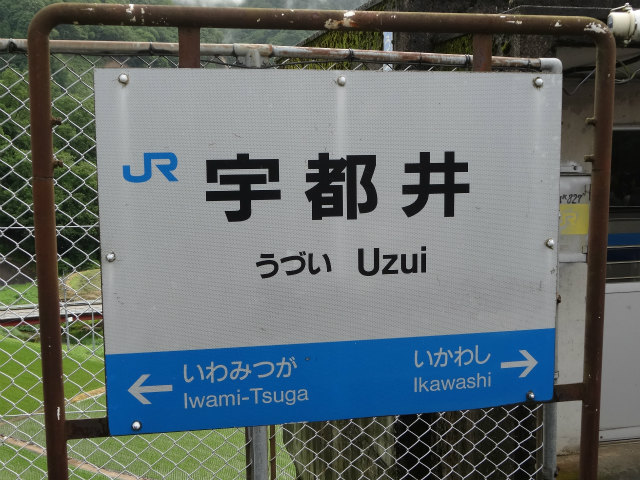 JR 宇都井
うづい Uzui
← いわみつが
Iwami-Tsuga
いかわし →
Ikawashi